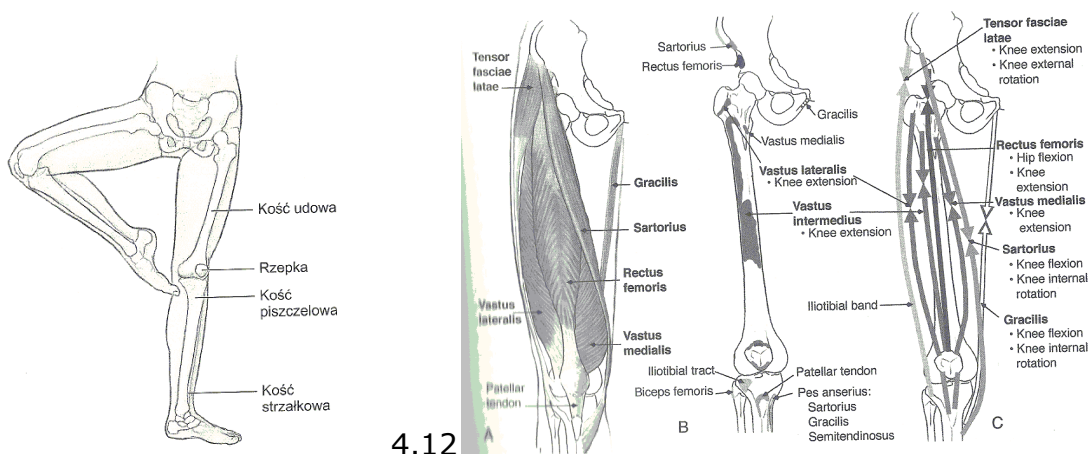 Kość udowa
Rzepka
Kość
piszczelowa
Kość
strzałkowa
4.12
Tensor
fasciae
latae
Gracilis
Sartorius
Rectus
femoris
Vastus
lateralis
Vastus
medialis
Patellar
tendon
A
Sartorius
Rectus femoris
Gracilis
Vastus medialis
Vastus lateralis
• Knee extension
Vastus
intermedius
• Knee extension
Iliotibial tract
Biceps femoris
Patellar tendon
Pes anserius:
Sartorius
Gracilis
Semitendinosus
B
Tensor fasciae
latae
• Knee extension
• Knee external
rotation
Rectus femoris
• Hip flexion
• Knee
extension
Vastus medialis
• Knee
extension
Sartorius
• Knee flexion
• Knee internal
rotation
Iliotibial band
Gracilis
• Knee flexion
• Knee internal
rotation
C